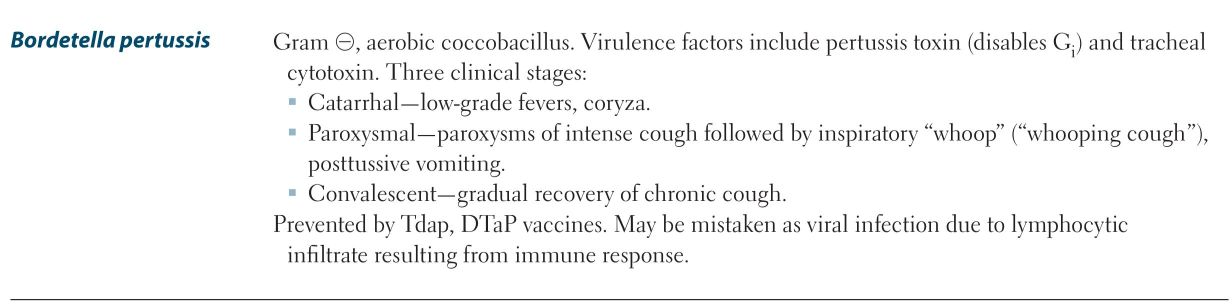 Bordetella pertussis
Gram ⊖, aerobic coccobacillus. Virulence factors include pertussis toxin (disables Gi) and tracheal
cytotoxin. Three clinical stages:
▪ Catarrhal—low-grade fevers, coryza.
▪ Paroxysmal—paroxysms of intense cough followed by inspiratory “whoop” (“whooping cough”),
posttussive vomiting.
▪ Convalescent—gradual recovery of chronic cough.
Prevented by Tdap, DTaP vaccines. May be mistaken as viral infection due to lymphocytic
infiltrate resulting from immune response.